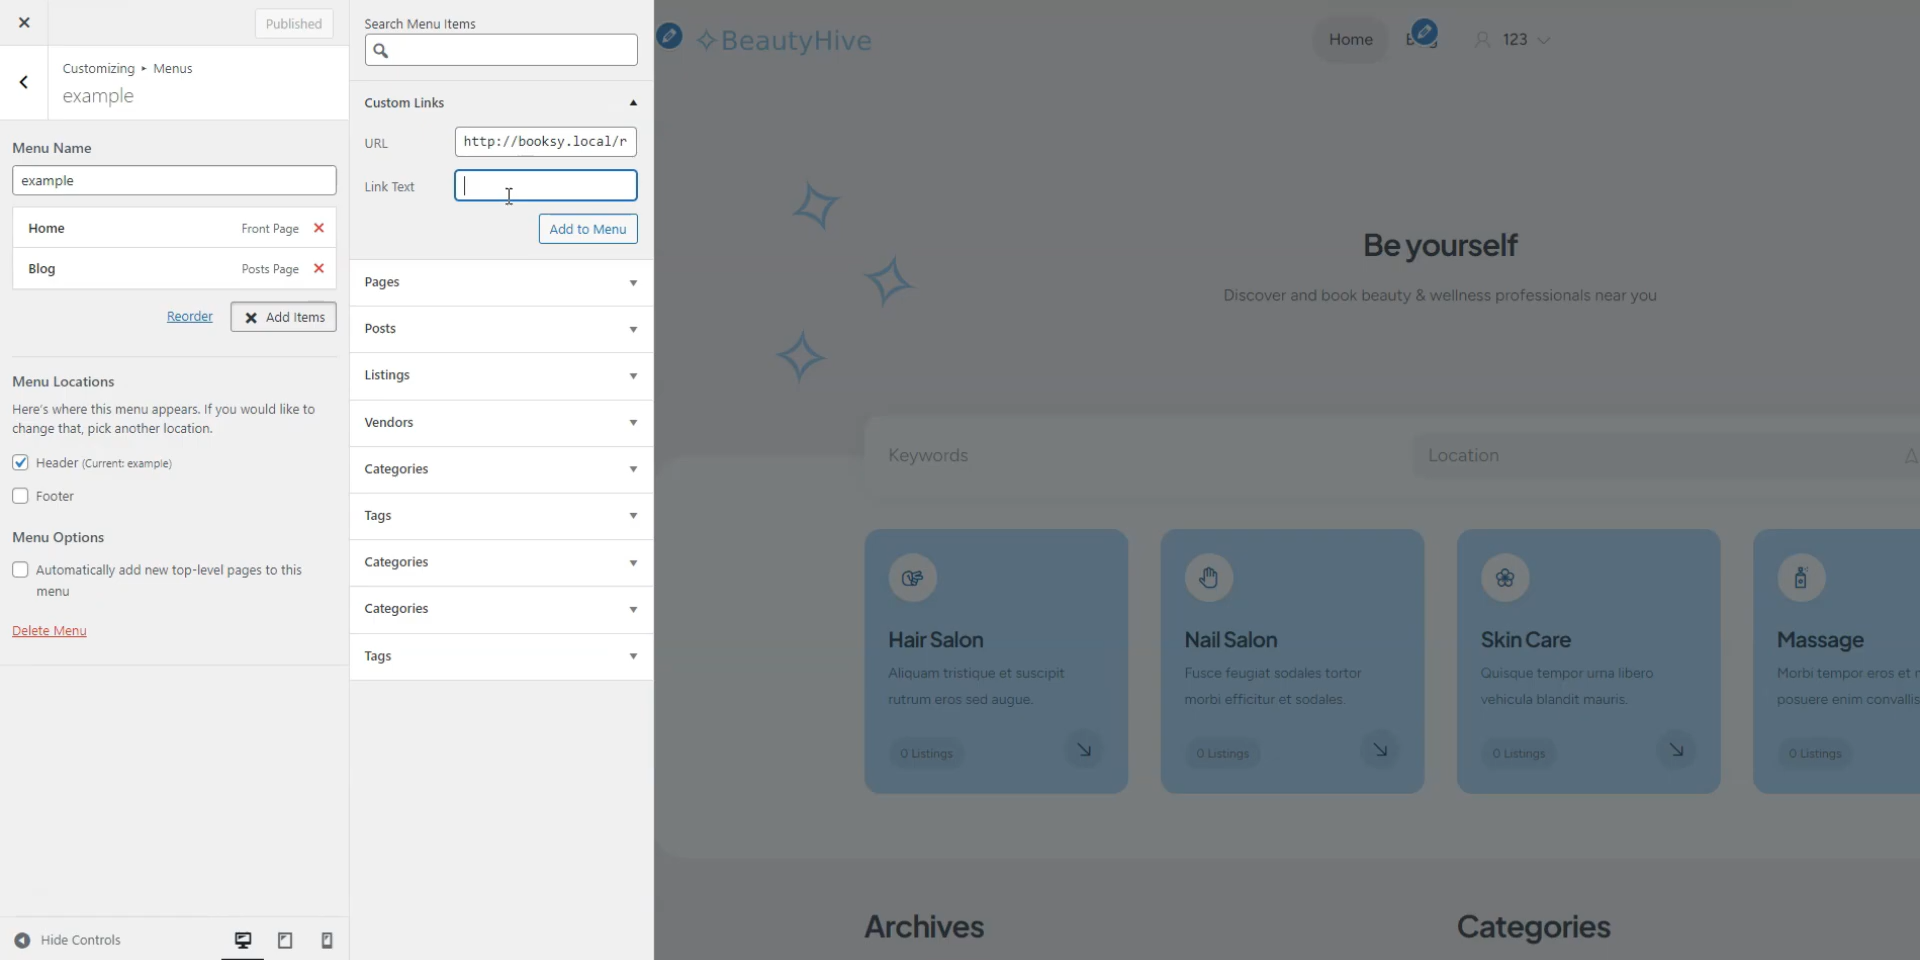 Published
Customizing ▸ Menus
example
Menu Name
example
Home Front Page
Blog Posts Page
Reorder Add Items
Menu Locations
Here's where this menu appears. If you would like to
change that, pick another location.
Header (Current: example)
Footer
Menu Options
Automatically add new top-level pages to this
menu
Delete Menu
Hide Controls
Search Menu Items
Custom Links
URL http://booksy.local/r
Link Text
Add to Menu
Pages
Posts
Listings
Vendors
Categories
Tags
Categories
Categories
Tags
BeautyHive
Home 123
Be yourself
Discover and book beauty & wellness professionals near you
Keywords Location
Hair Salon
Aliquam tristique et suscipit
rutrum eros sed augue.
0 Listings
Nail Salon
Fusce feugiat sodales tortor
morbi efficitur et sodales.
0 Listings
Skin Care
Quisque tempor urna libero
vehicula blandit mauris.
0 Listings
Massage
Morbi tempor eros et
posuere enim convallis
0 Listings
Archives Categories